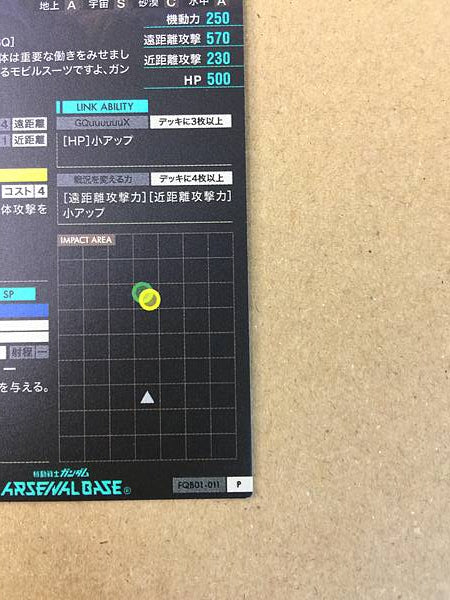 地上 A 宇宙 S 砂漠 C 水中 A
機動力 250
Q]
遠距離攻撃 570
体は重要な働きをみせまし
近距離攻撃 230
るモビルスーツですよ、ガン
HP 500
LINK ABILITY
4 遠距離
GQuuuuuuX デッキに3枚以上
1 近距離
[HP]小アップ
戦況を変える力 デッキに4枚以上
コスト 4
[遠距離攻撃力][近距離攻撃力]
体攻撃を
小アップ
IMPACT AREA
SP
射程 ー
ー
を与える。
機動戦士ガンダム
ARSENAL BASE®
FQB01-011 P